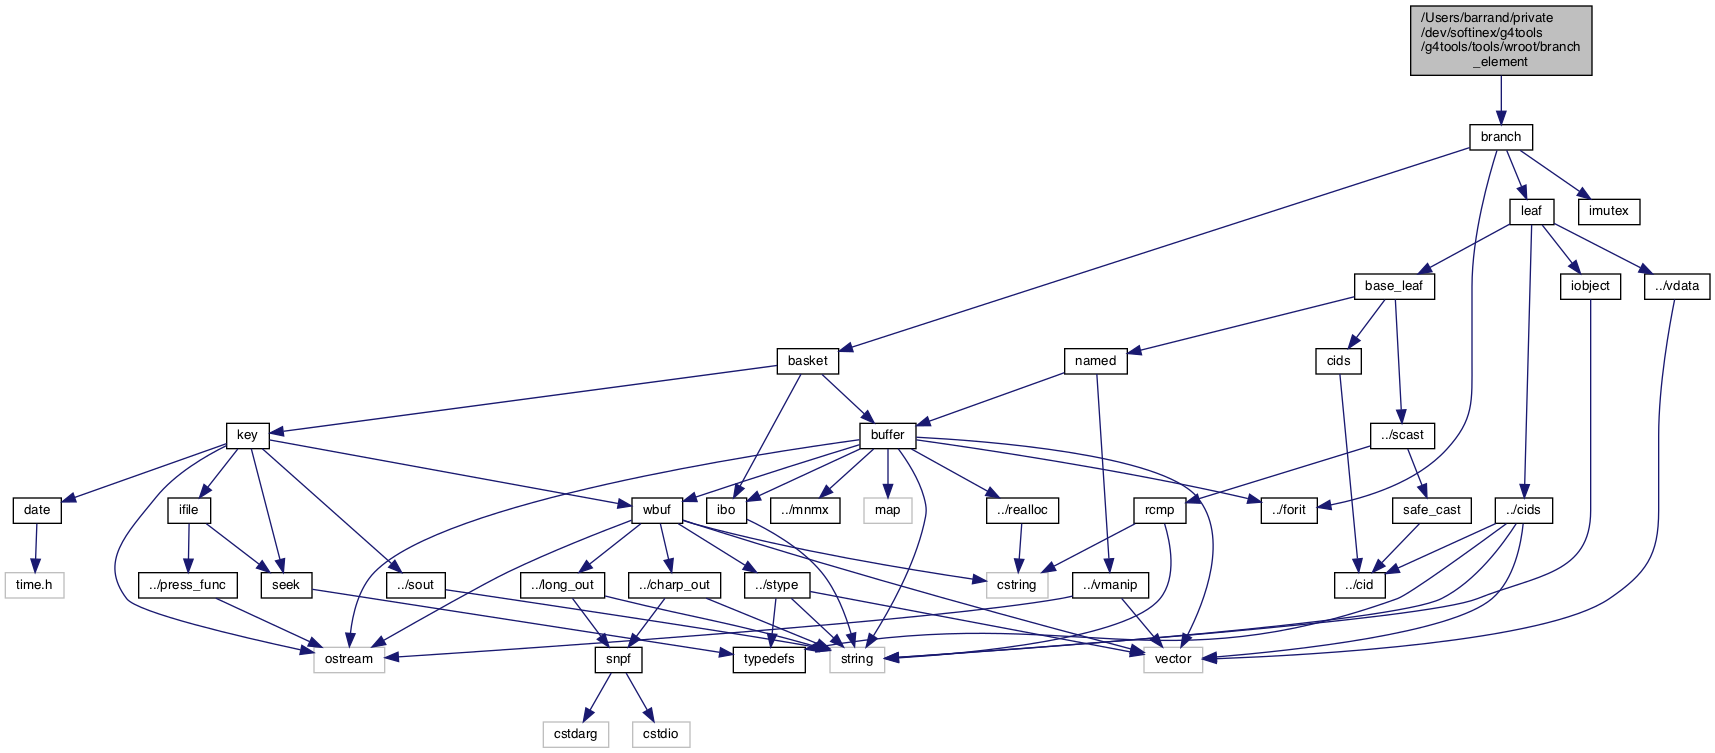 /Users/barrand/private
/dev/softinex/g4tools
/g4tools/tools/wroot/branch
_element
branch
leaf
imutex
base_leaf
iobject
../vdata
basket
named
cids
key
buffer
../scast
date
ifile
wbuf
ibo
../mnmx
map
../realloc
rcmp
../forit
safe_cast
../cids
time.h
../press_func
seek
../sout
../long_out
../charp_out
../stype
cstring
../vmanip
../cid
ostream
snpf
typedefs
string
vector
cstdarg
cstdio